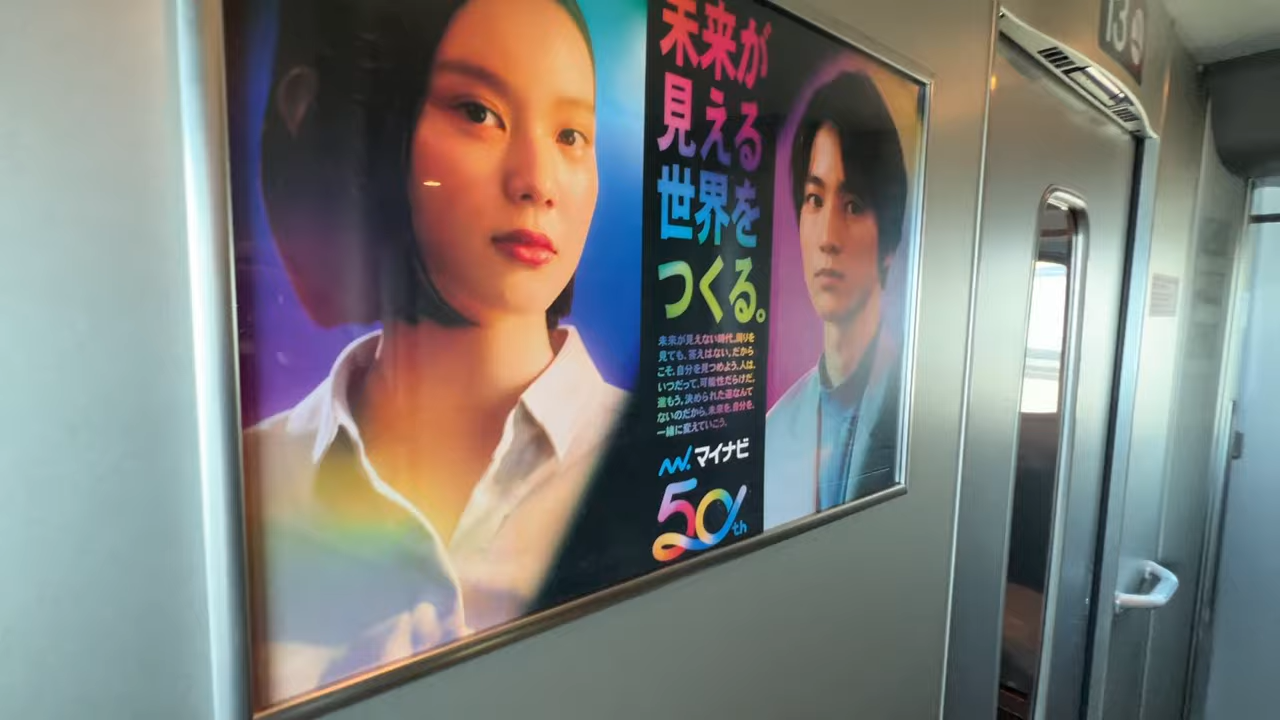 未来が
見える
世界を
つくる。
未来が見えない時代。周りを
見ても、答えはない。だから
こそ、自分を見つめよう。人は、
いつだって、可能性だらけだ。
進もう。決められた道なんて
ないのだから。未来を、自分を、
一緒に変えていこう。
マイナビ
50th
13